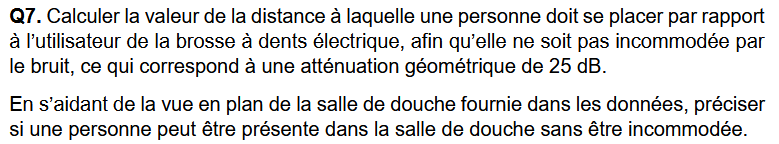 Q7. Calculer la valeur de la distance à laquelle une personne doit se placer par rapport
à l’utilisateur de la brosse à dents électrique, afin qu’elle ne soit pas incommodée par
le bruit, ce qui correspond à une atténuation géométrique de 25 dB.
En s’aidant de la vue en plan de la salle de douche fournie dans les données, préciser
si une personne peut être présente dans la salle de douche sans être incommodée.